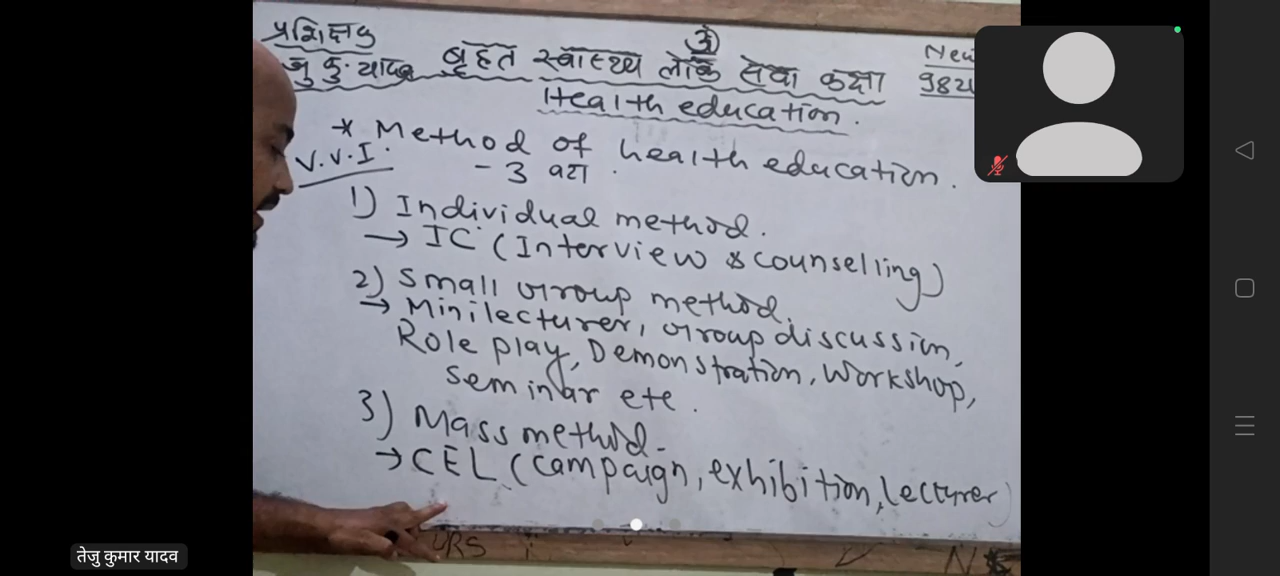 ॐ
प्रशिक्षक
बृहत स्वास्थ्य लोक सेवा कक्षा
कु. यादव
982
Health education.
* Method of health education.
V.V.I.
- 3 वटा.
1) Individual method.
→ IC (Interview & counselling)
2) Small group method.
→ Minilecturer, group discussion,
Role play, Demonstration, Workshop,
Seminar etc.
3) Mass method-
→ CEL (campaign, exhibition, lecturer)
तेजु कुमार यादव